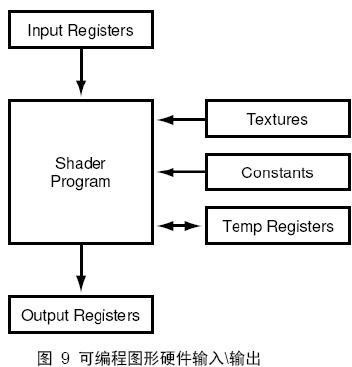 Input Registers
Shader
Program
Textures
Constants
Temp Registers
Output Registers
图 9 可编程图形硬件输入\输出